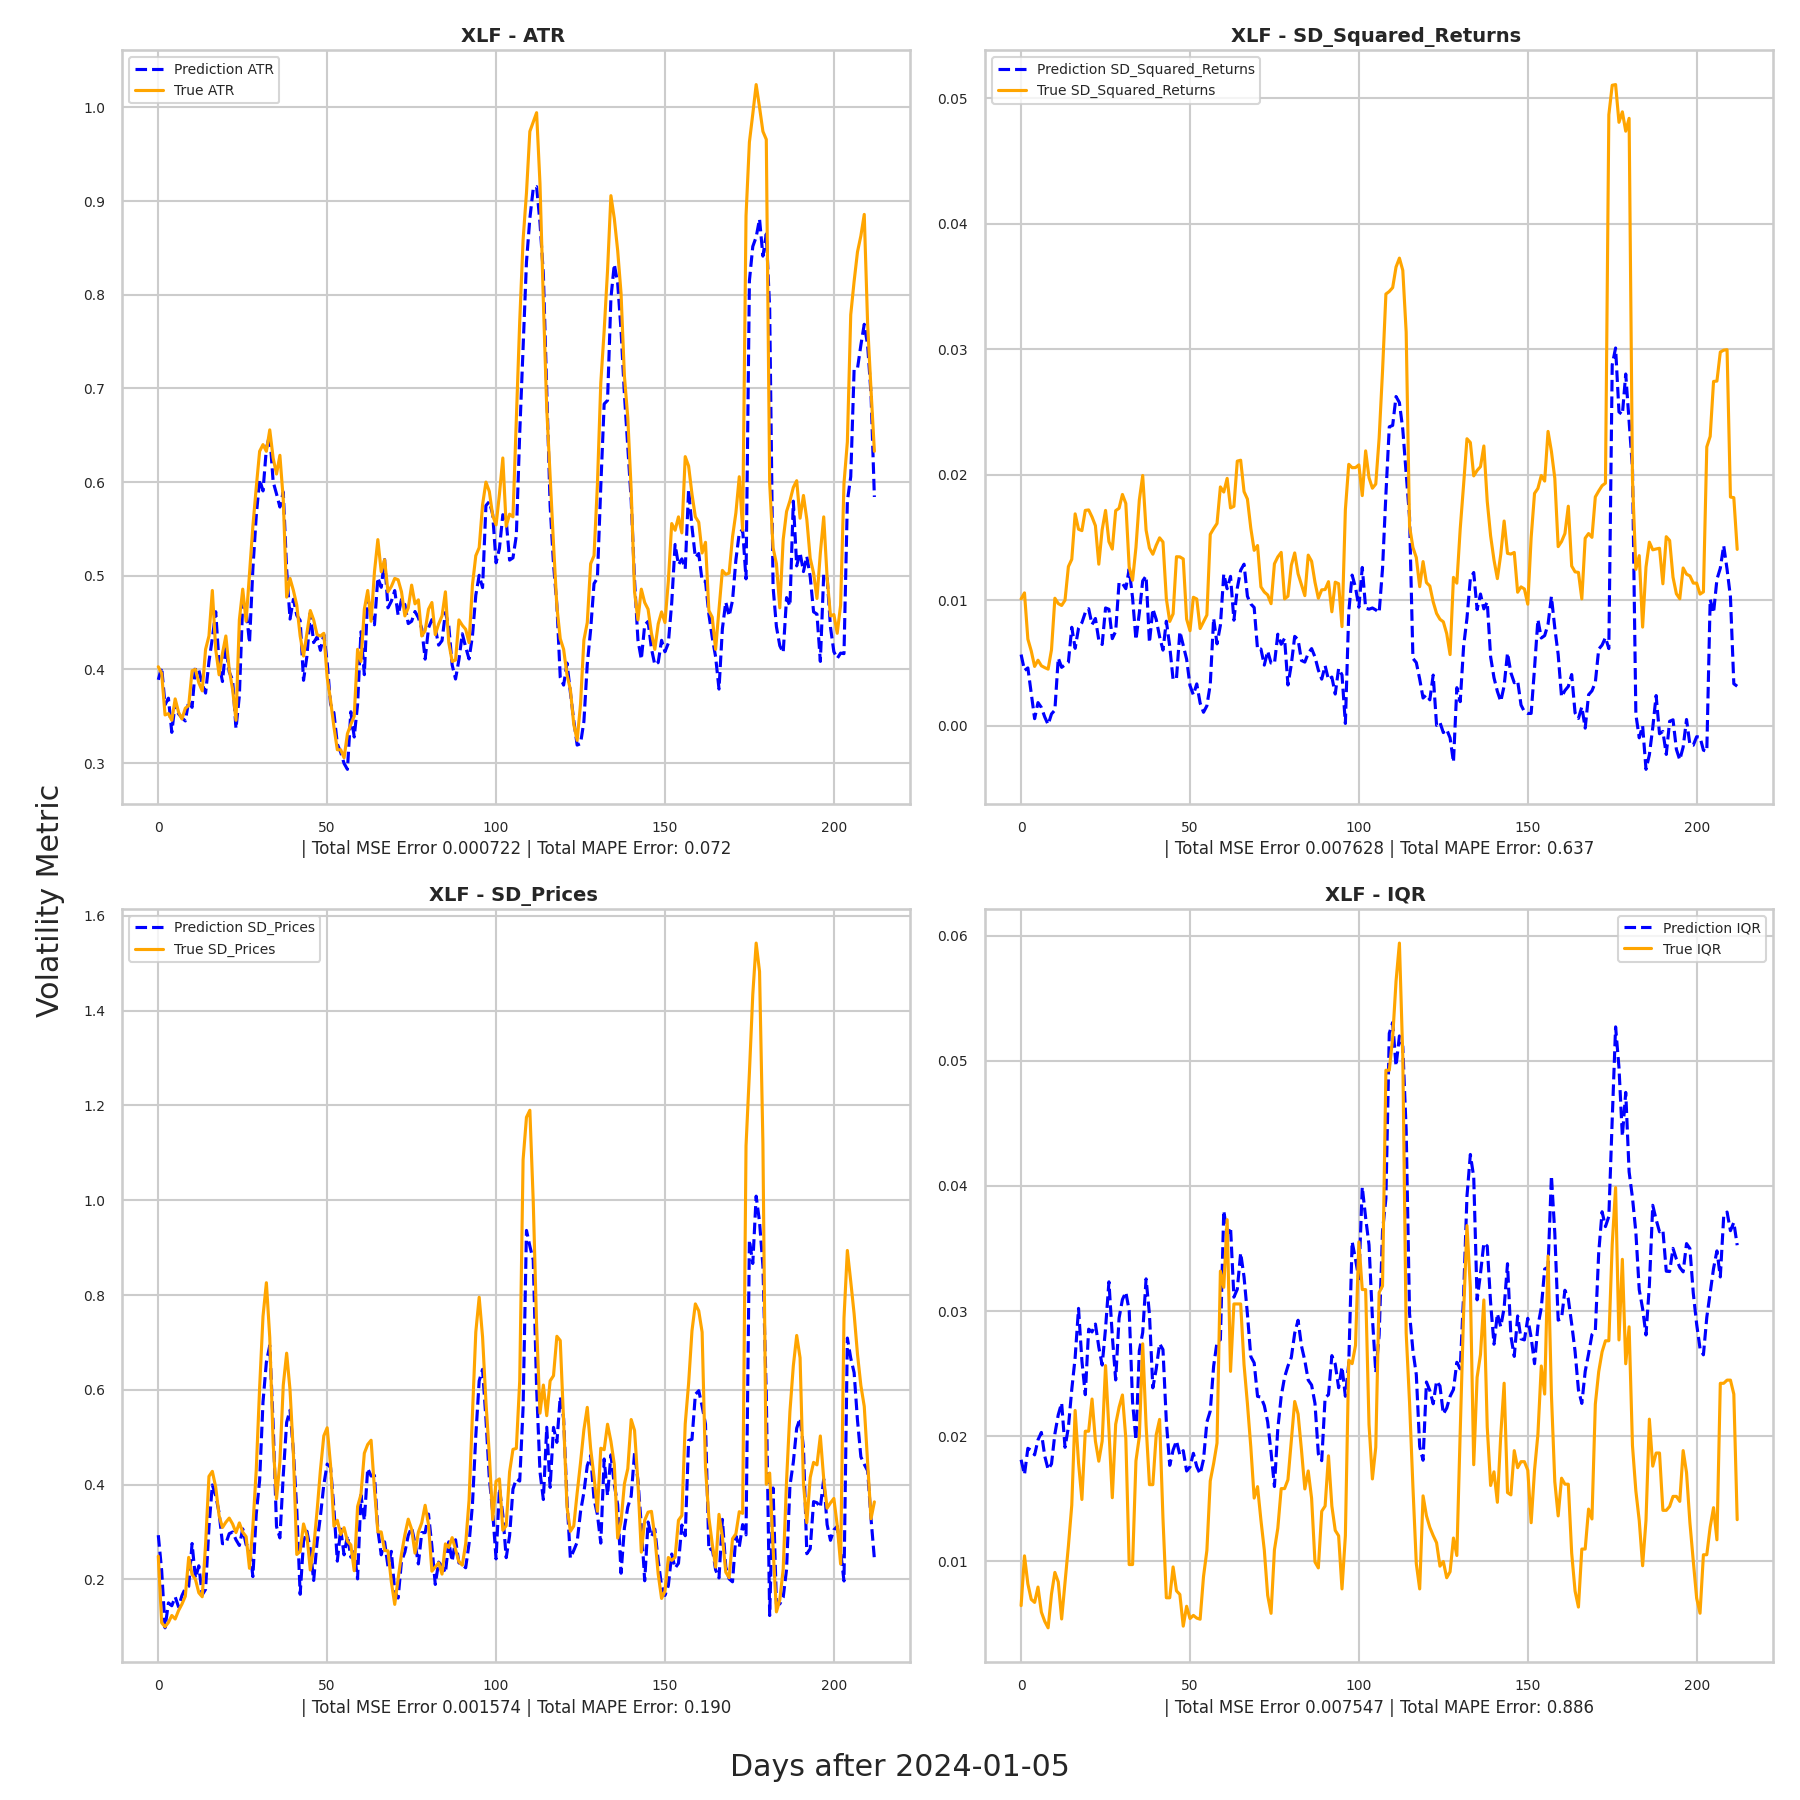 XLF - ATR
Prediction ATR
True ATR
1.0
0.9
0.8
0.7
0.6
0.5
0.4
0.3
0 50 100 150 200
| Total MSE Error 0.000722 | Total MAPE Error: 0.072
XLF - SD_Squared_Returns
Prediction SD_Squared_Returns
True SD_Squared_Returns
0.05
0.04
0.03
0.02
0.01
0.00
0 50 100 150 200
| Total MSE Error 0.007628 | Total MAPE Error: 0.637
Volatility Metric
XLF - SD_Prices
Prediction SD_Prices
True SD_Prices
1.6
1.4
1.2
1.0
0.8
0.6
0.4
0.2
0 50 100 150 200
| Total MSE Error 0.001574 | Total MAPE Error: 0.190
XLF - IQR
Prediction IQR
True IQR
0.06
0.05
0.04
0.03
0.02
0.01
0 50 100 150 200
| Total MSE Error 0.007547 | Total MAPE Error: 0.886
Days after 2024-01-05